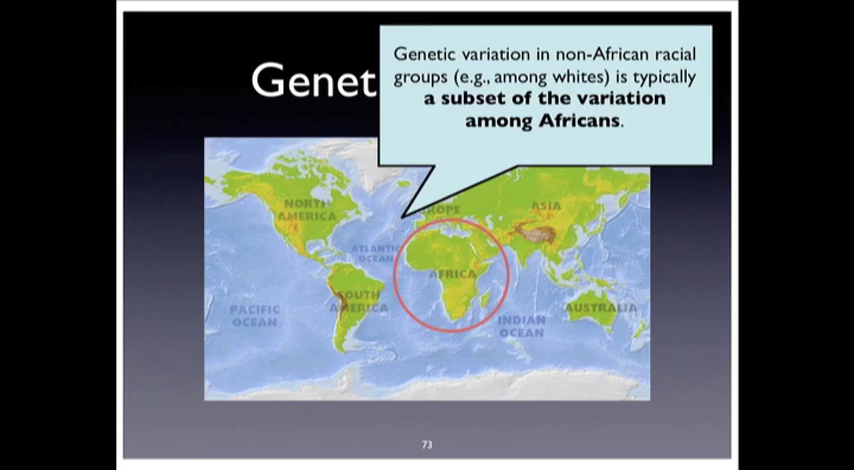 Genetic variation in non-African racial
groups (e.g., among whites) is typically
a subset of the variation
among Africans.
Genet
NORTH
AMERICA
ASIA
ATLANTIC
OCEAN
AFRICA
SOUTH
AMERICA
PACIFIC
OCEAN
AUSTRALIA
INDIAN
OCEAN
73